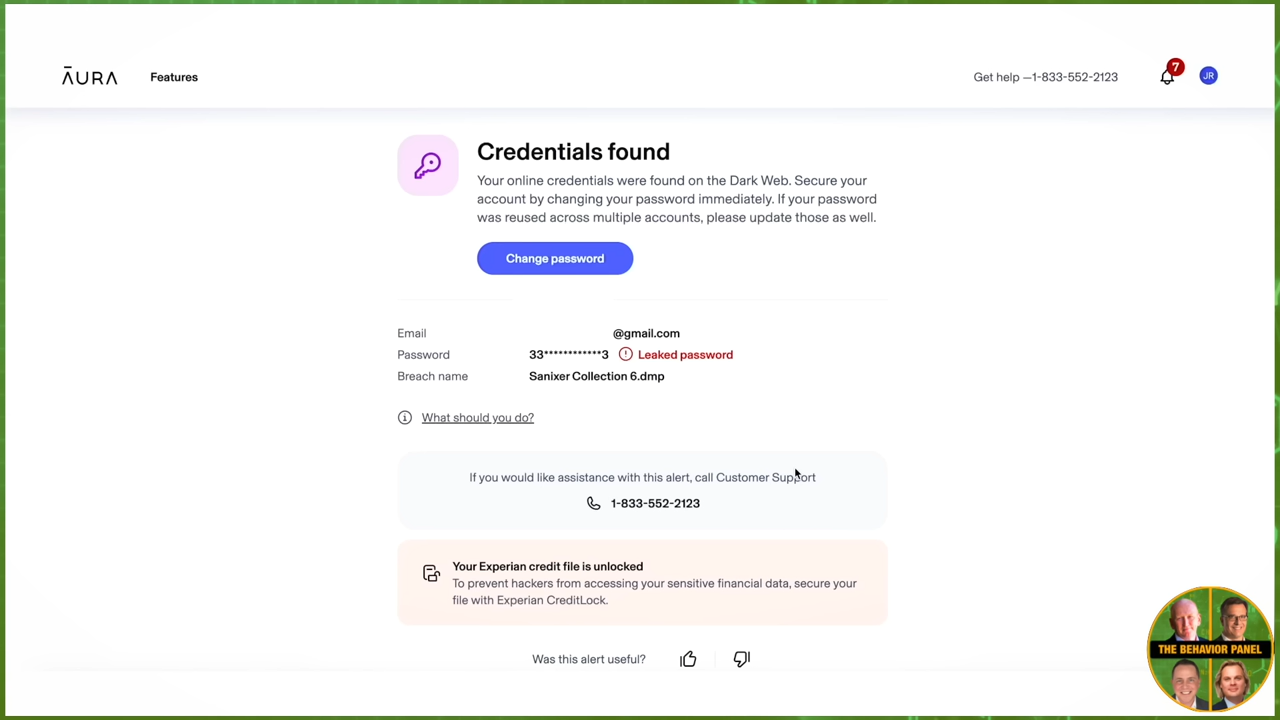 AURA
Features
Get help —1-833-552-2123
7
JR
Credentials found
Your online credentials were found on the Dark Web. Secure your
account by changing your password immediately. If your password
was reused across multiple accounts, please update those as well.
Change password
Email @gmail.com
Password 33************3 Leaked password
Breach name Sanixer Collection 6.dmp
What should you do?
If you would like assistance with this alert, call Customer Support
1-833-552-2123
Your Experian credit file is unlocked
To prevent hackers from accessing your sensitive financial data, secure your
file with Experian CreditLock.
Was this alert useful?
THE BEHAVIOR PANEL